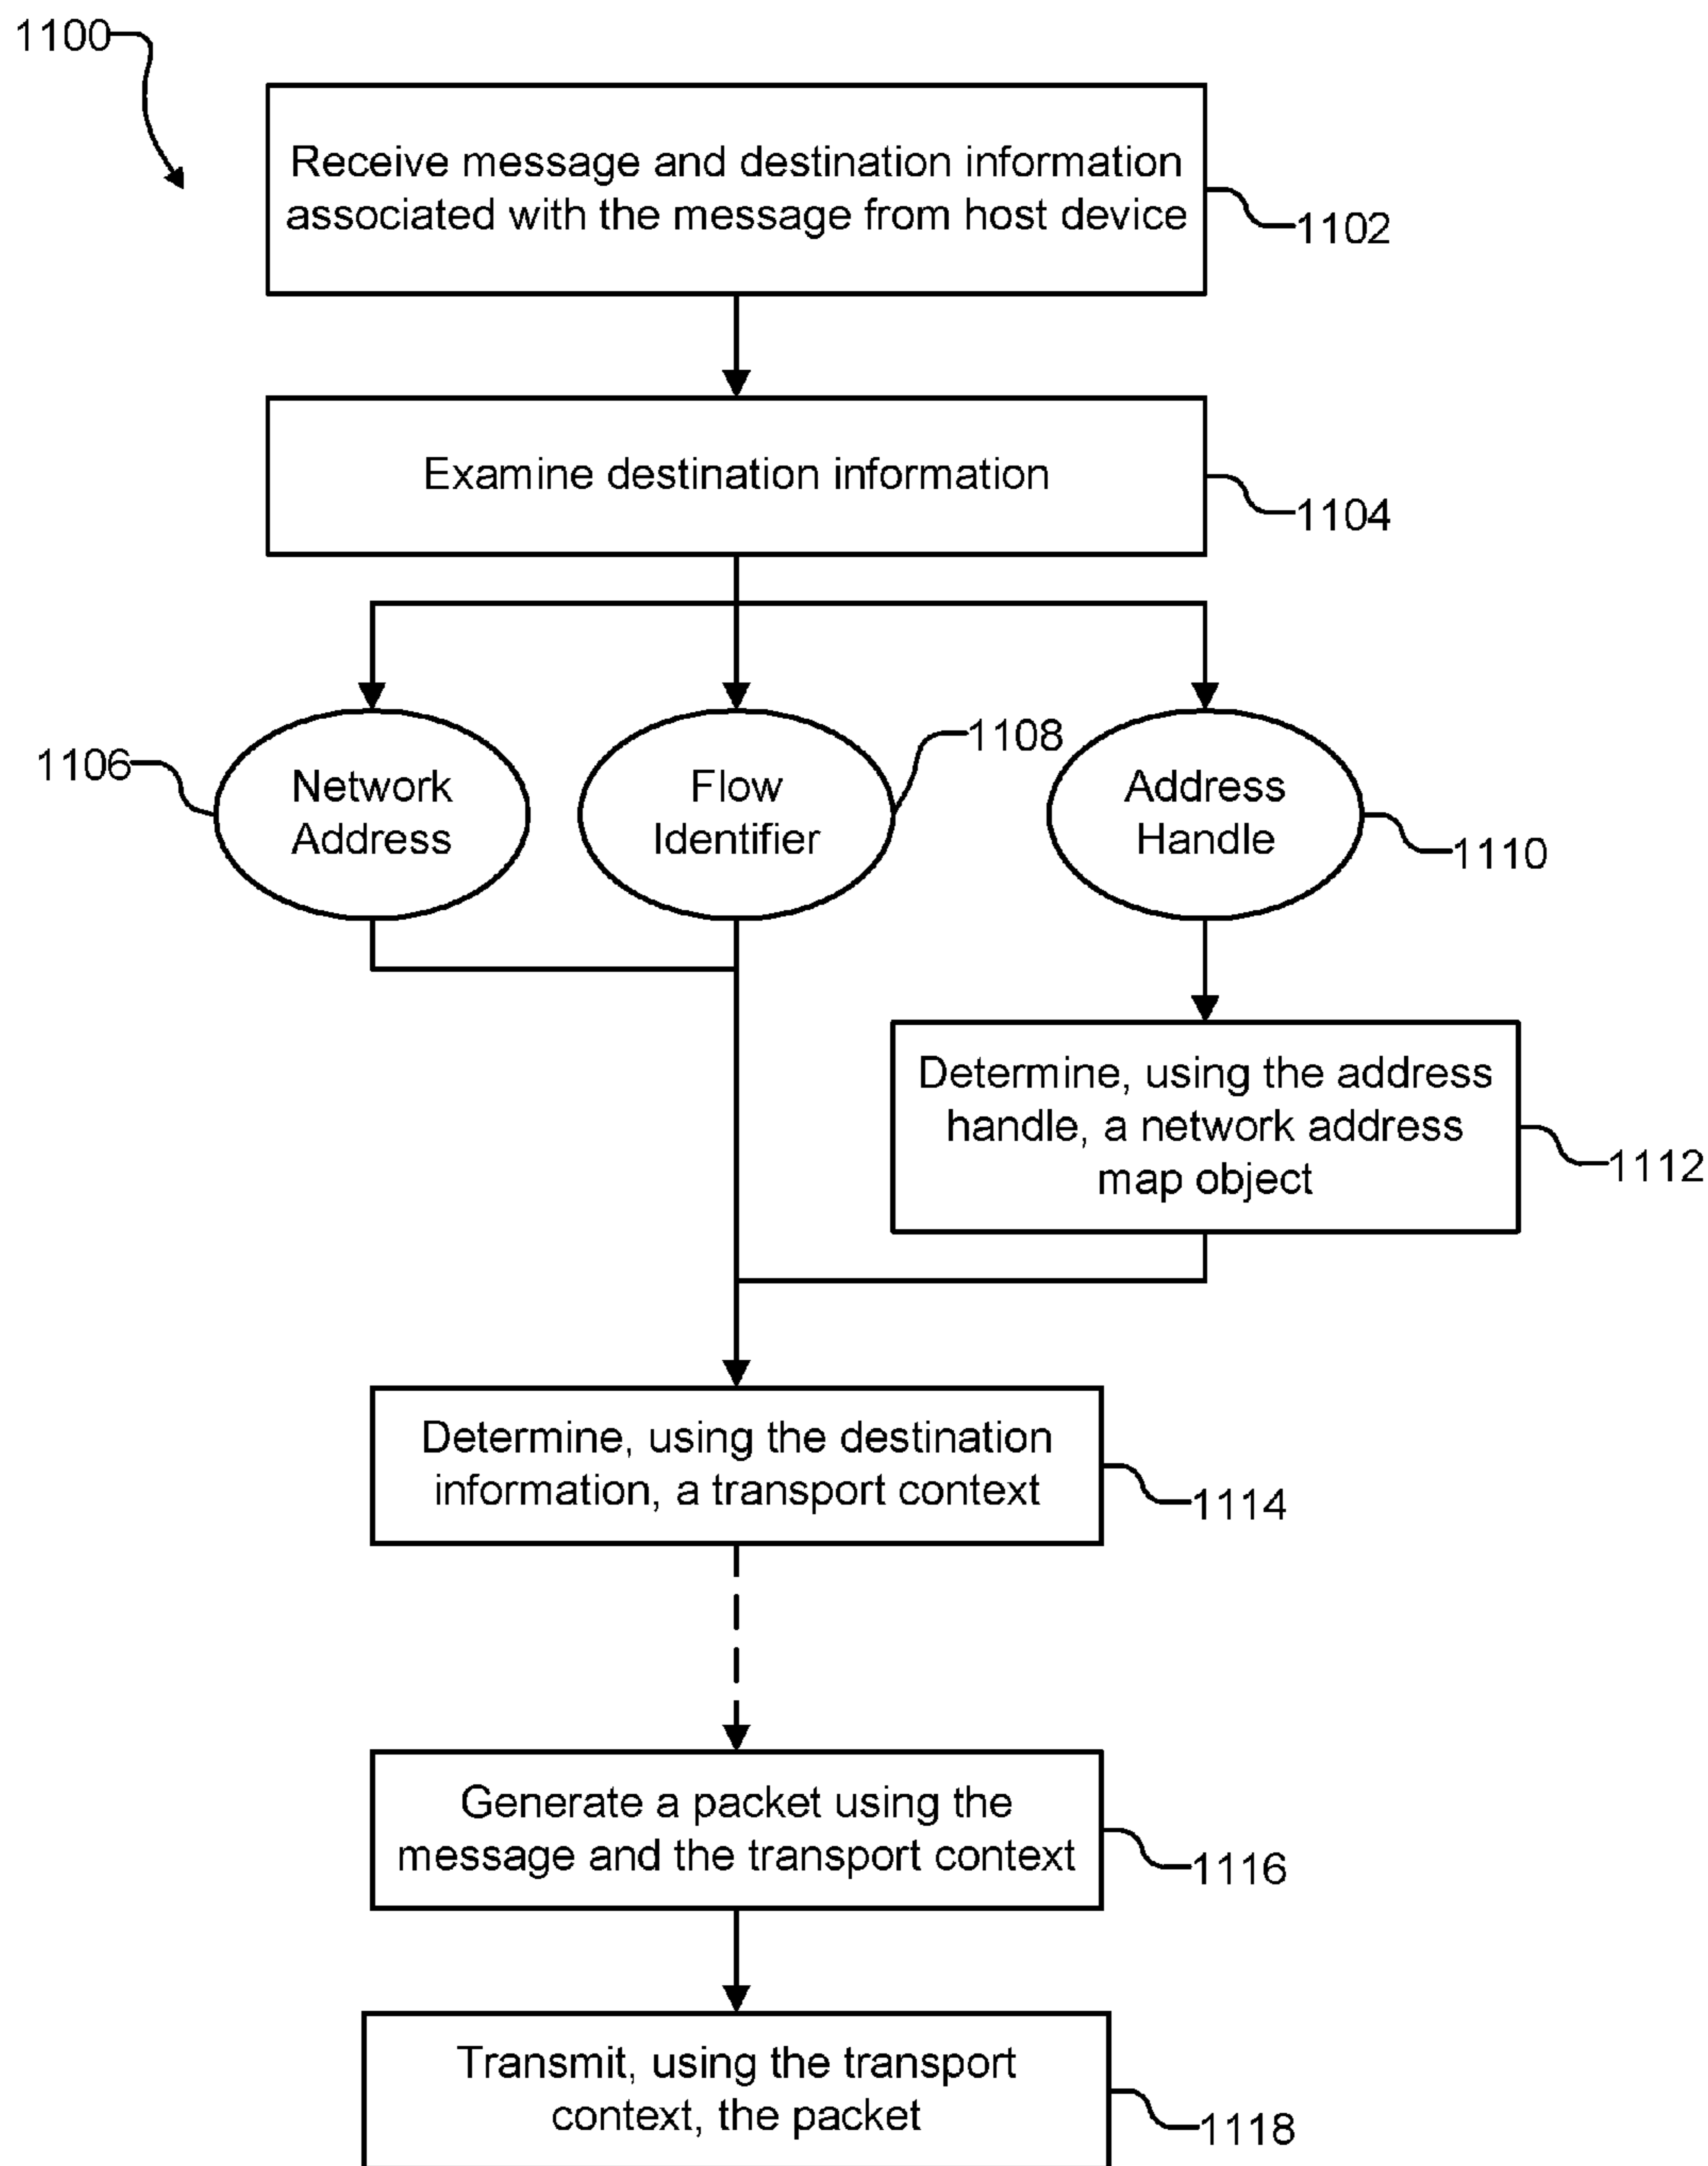 1100
Receive message and destination information
associated with the message from host device
1102
Examine destination information
1104
1106
Network
Address
Flow
Identifier
1108
Address
Handle
1110
Determine, using the address
handle, a network address
map object
1112
Determine, using the destination
information, a transport context
1114
Generate a packet using the
message and the transport context
1116
Transmit, using the transport
context, the packet
1118